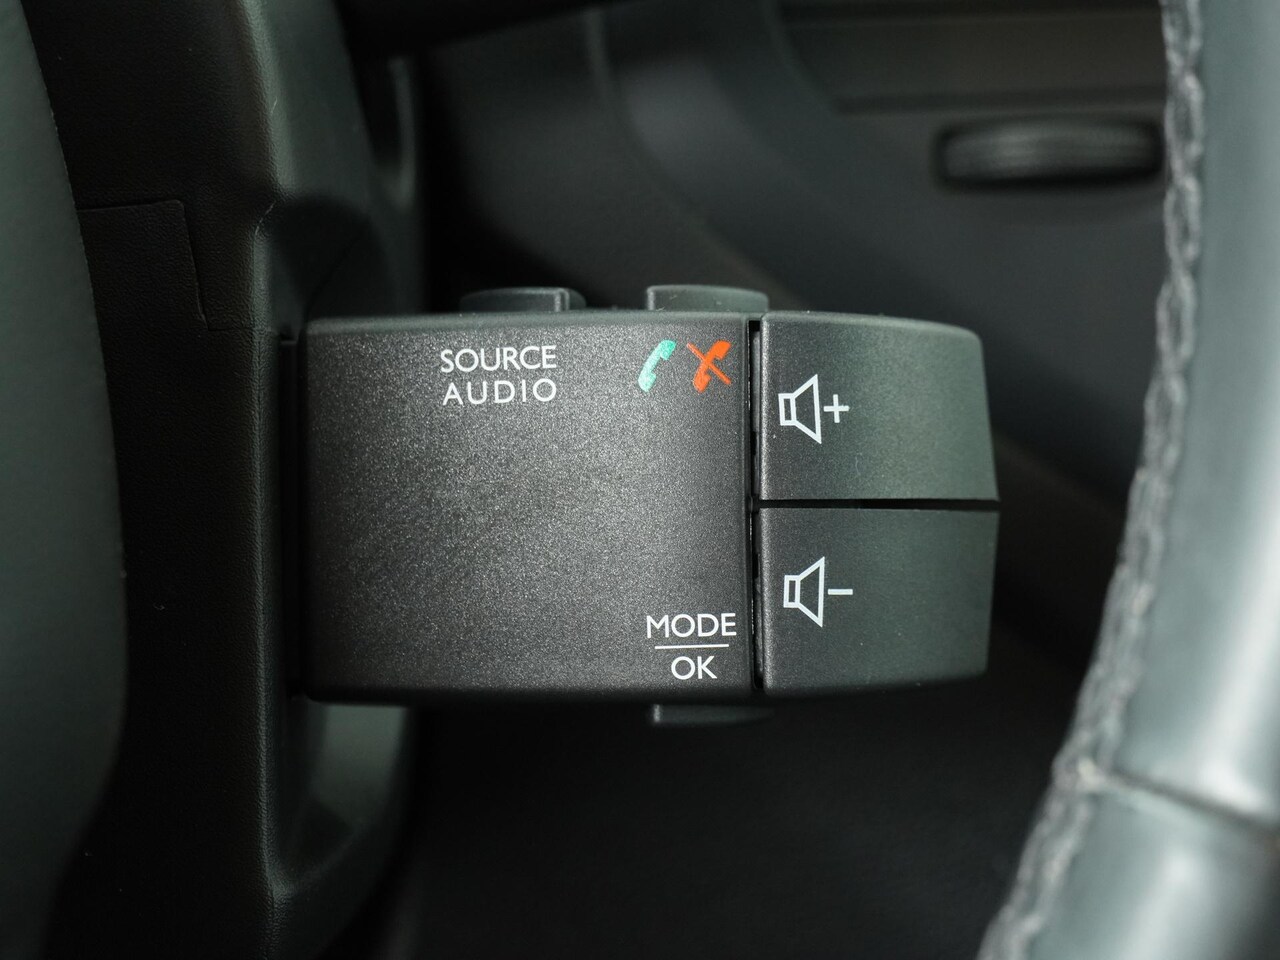 SOURCE
AUDIO
+
-
MODE
OK